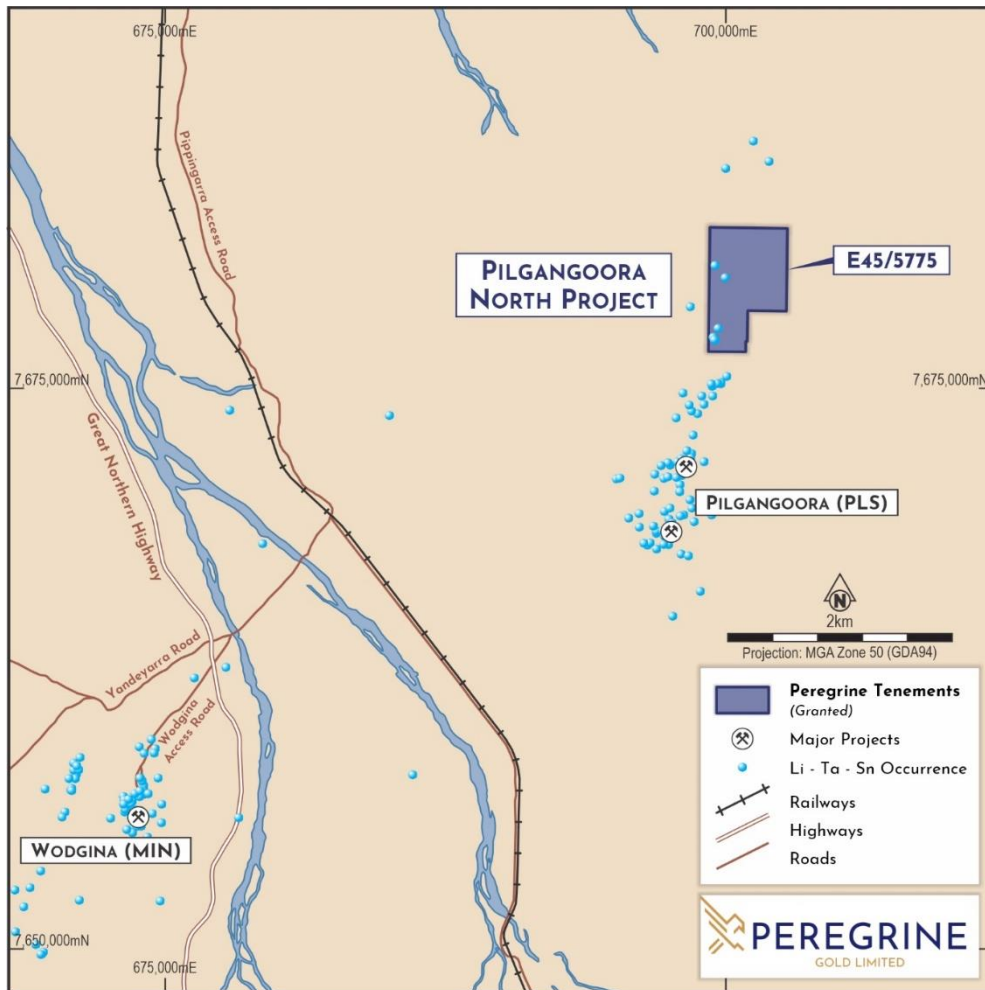 675,000mE
700,000mE
Pippingarra Access Road
PILGANGOORA
NORTH PROJECT
E45/5775
7,675,000mN
7,675,000mN
Great Northern Highway
PILGANGOORA (PLS)
N
2km
Projection: MGA Zone 50 (GDA94)
Yandeyarra Road
Wodgina
Access Road
WODGINA (MIN)
Peregrine Tenements
(Granted)
Major Projects
Li - Ta - Sn Occurrence
Railways
Highways
Roads
PEREGRINE
GOLD LIMITED
7,650,000mN
675,000mE
700,000mE